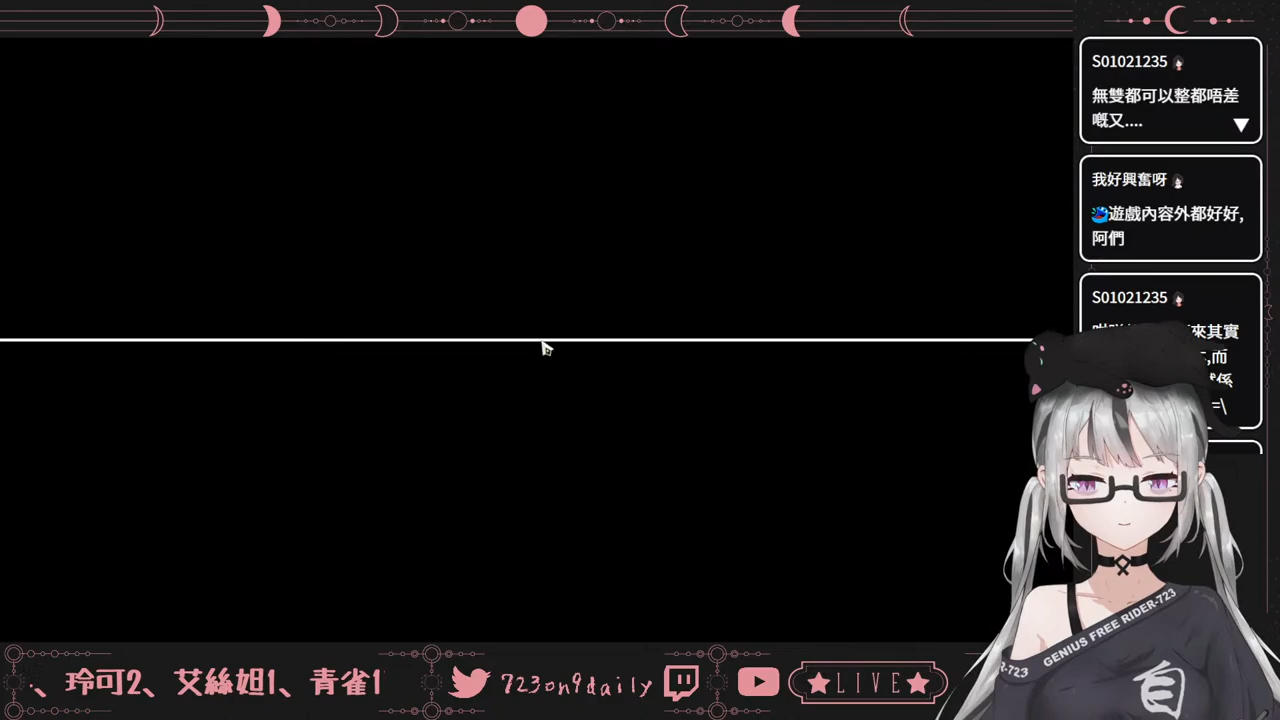 S01021235
無雙都可以整都唔差
嘅又....
我好興奮呀
遊戲內容外都好好,
阿們
S01021235
來其實
,而
係
=\
GENIUS FREE RIDER-723
R-723
自
、玲可2、艾絲妲1、青雀1
723on9daily
LIVE